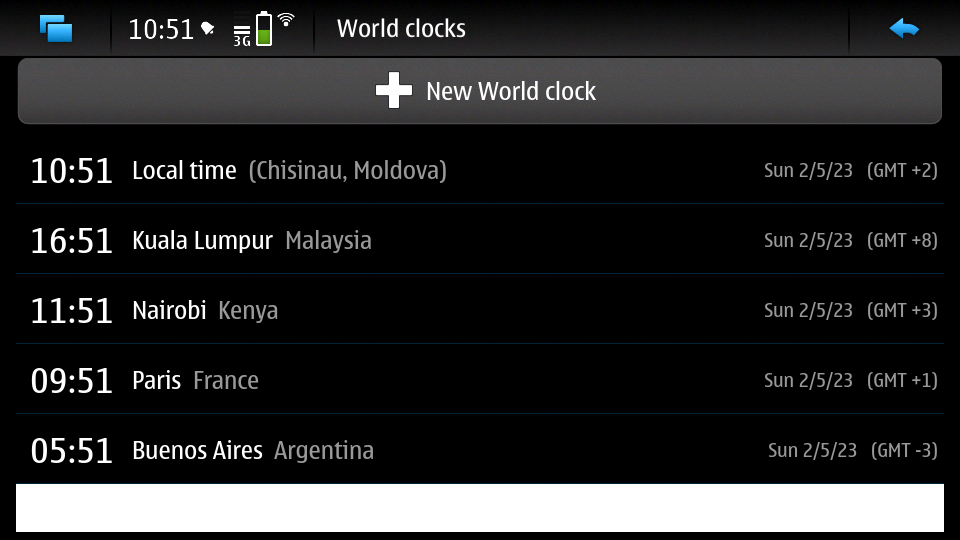 10:51 3G World clocks
New World clock
10:51 Local time (Chisinau, Moldova) Sun 2/5/23 (GMT +2)
16:51 Kuala Lumpur Malaysia Sun 2/5/23 (GMT +8)
11:51 Nairobi Kenya Sun 2/5/23 (GMT +3)
09:51 Paris France Sun 2/5/23 (GMT +1)
05:51 Buenos Aires Argentina Sun 2/5/23 (GMT -3)